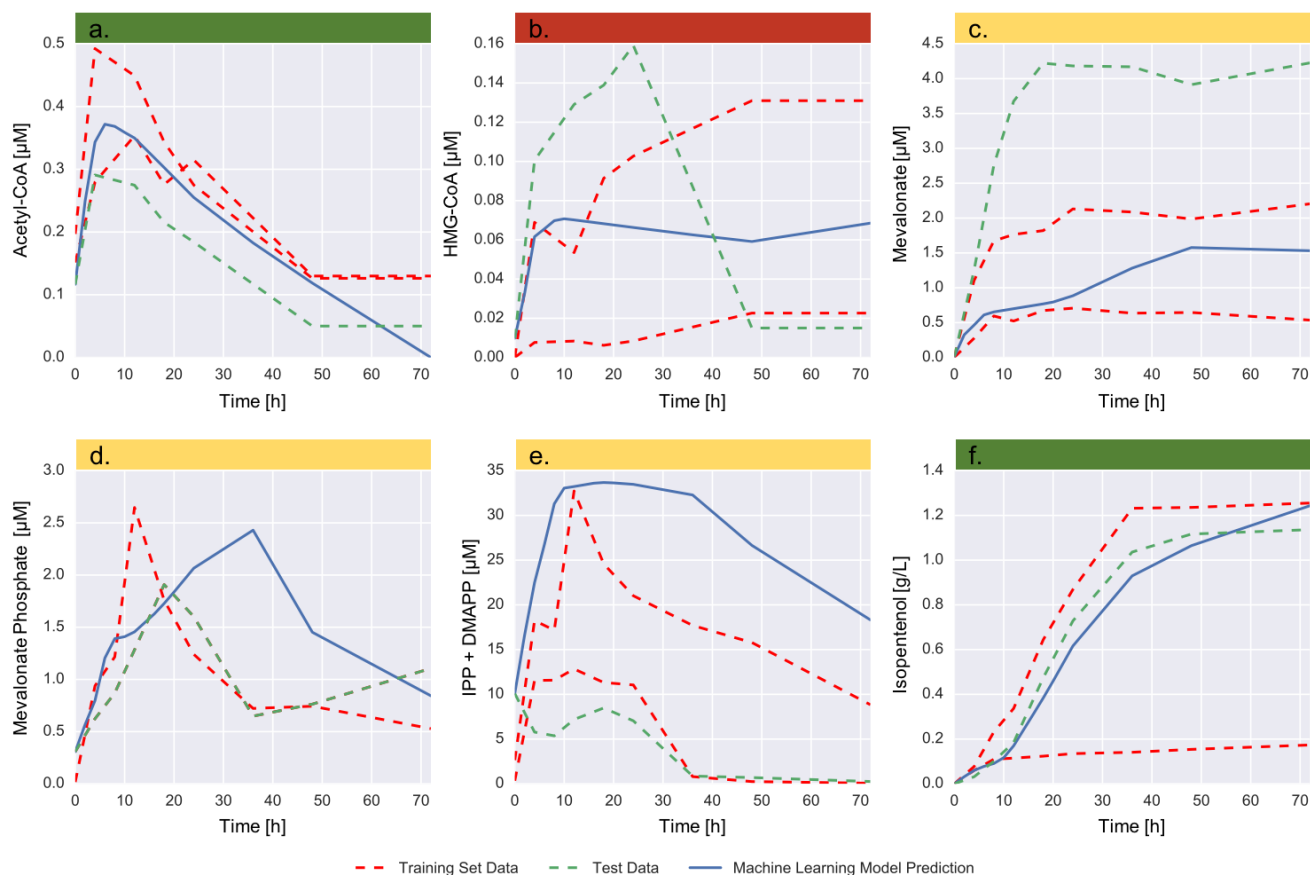 a.
b.
c.
Acetyl-CoA [µM]
0.5
0.4
0.3
0.2
0.1
0.0
0 10 20 30 40 50 60 70
Time [h]
HMG-CoA [µM]
0.16
0.14
0.12
0.10
0.08
0.06
0.04
0.02
0.00
0 10 20 30 40 50 60 70
Time [h]
Mevalonate [µM]
4.5
4.0
3.5
3.0
2.5
2.0
1.5
1.0
0.5
0.0
0 10 20 30 40 50 60 70
Time [h]
d.
e.
f.
Mevalonate Phosphate [µM]
3.0
2.5
2.0
1.5
1.0
0.5
0.0
0 10 20 30 40 50 60 70
Time [h]
IPP + DMAPP [µM]
35
30
25
20
15
10
5
0
0 10 20 30 40 50 60 70
Time [h]
Isopentenol [g/L]
1.4
1.2
1.0
0.8
0.6
0.4
0.2
0.0
0 10 20 30 40 50 60 70
Time [h]
Training Set Data Test Data Machine Learning Model Prediction